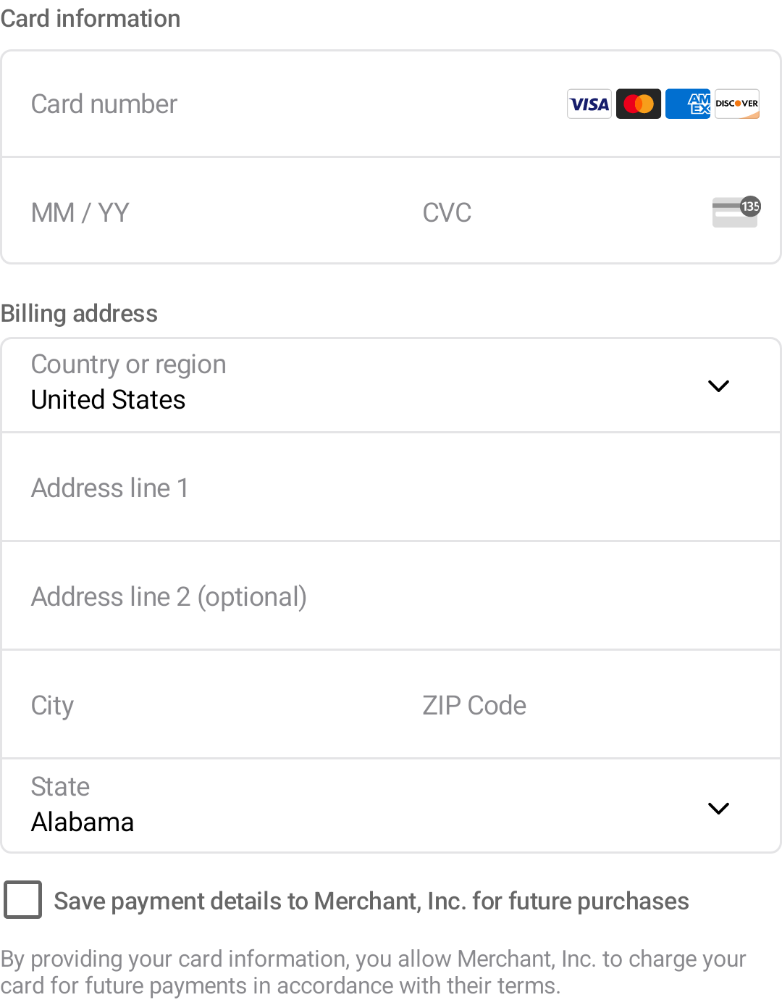 Card information
Card number VISA AM EX DISCOVER
MM / YY CVC 135
Billing address
Country or region
United States
Address line 1
Address line 2 (optional)
City ZIP Code
State
Alabama
Save payment details to Merchant, Inc. for future purchases
By providing your card information, you allow Merchant, Inc. to charge your
card for future payments in accordance with their terms.